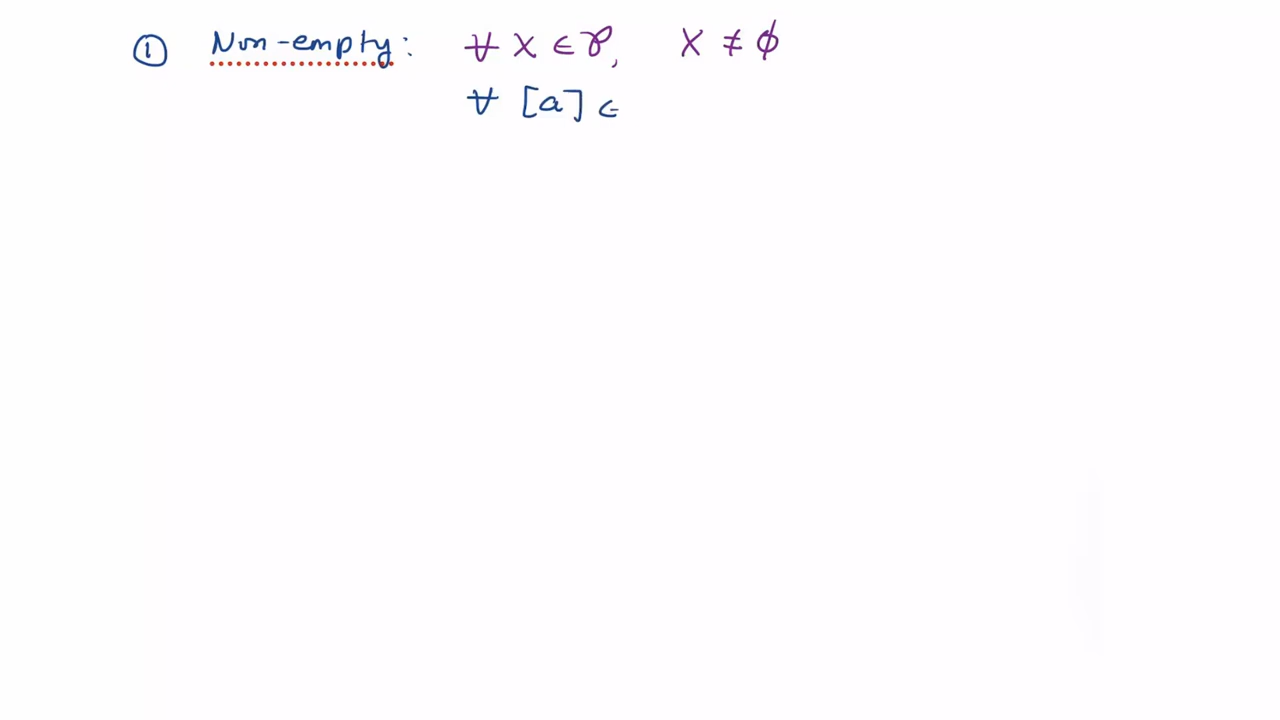 ① Non-empty: ∀ X ∈ 𝒫, X ≠ ϕ
∀ [a] ∈